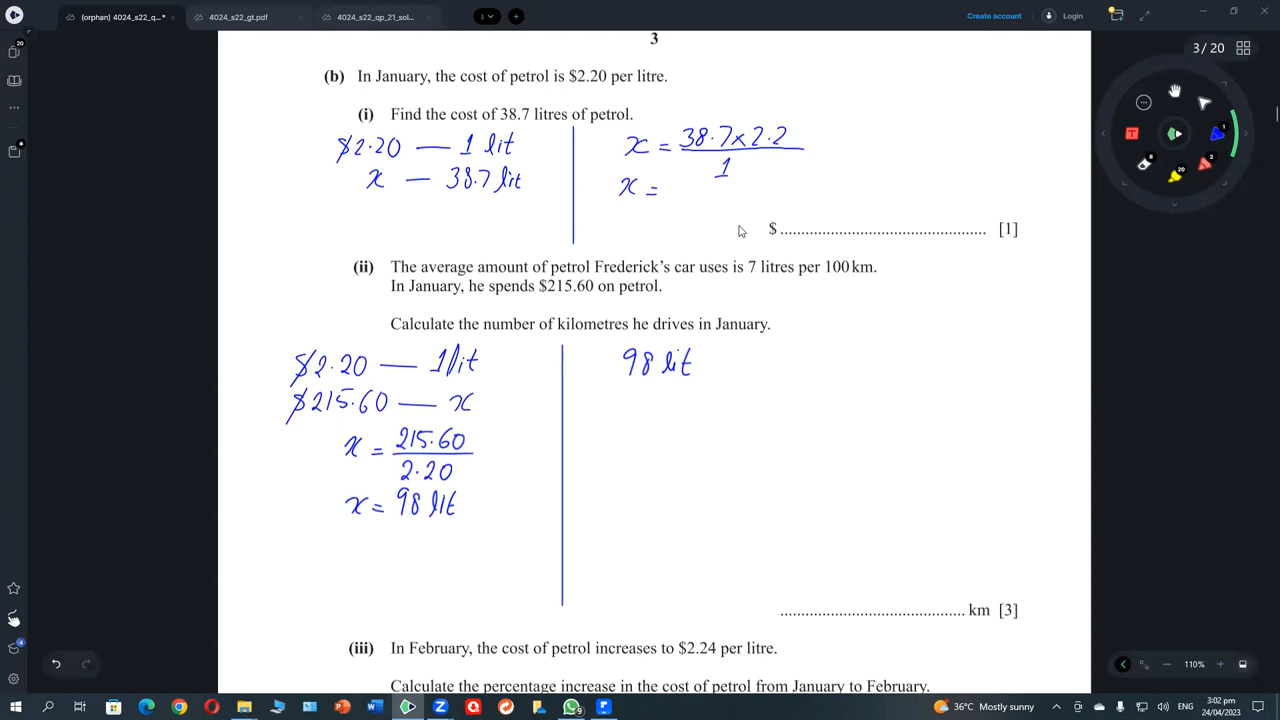 (orphan) 4024_s22_q...*
4024_s22_gt.pdf
4024_s22_qp_21_sol...
3
Create account
Login
3 / 20
3
(b) In January, the cost of petrol is $2.20 per litre.
(i) Find the cost of 38.7 litres of petrol.
$2.20 — 1 lit
x — 38.7 lit
x = 38.7 × 2.2
1
x =
$ ................................................. [1]
(ii) The average amount of petrol Frederick's car uses is 7 litres per 100 km.
In January, he spends $215.60 on petrol.
Calculate the number of kilometres he drives in January.
$2.20 — 1 lit
$215.60 — x
x = 215.60
2.20
x = 98 lit
98 lit
............................................ km [3]
(iii) In February, the cost of petrol increases to $2.24 per litre.
Calculate the percentage increase in the cost of petrol from January to February.
110%
3:02 pm
36°C Mostly sunny
ENG
24/04/2023